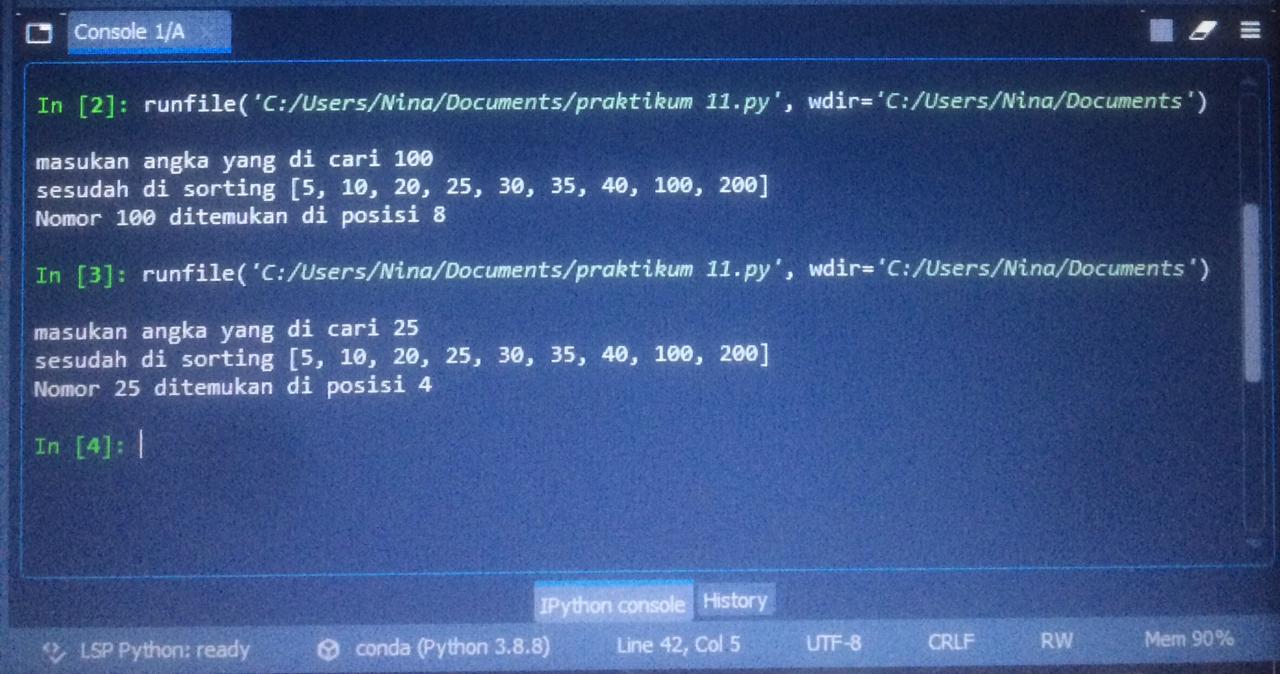 Console 1/A
In [2]: runfile('C:/Users/Nina/Documents/praktikum 11.py', wdir='C:/Users/Nina/Documents')
masukan angka yang di cari 100
sesudah di sorting [5, 10, 20, 25, 30, 35, 40, 100, 200]
Nomor 100 ditemukan di posisi 8
In [3]: runfile('C:/Users/Nina/Documents/praktikum 11.py', wdir='C:/Users/Nina/Documents')
masukan angka yang di cari 25
sesudah di sorting [5, 10, 20, 25, 30, 35, 40, 100, 200]
Nomor 25 ditemukan di posisi 4
In [4]:
IPython console History
LSP Python: ready conda (Python 3.8.8) Line 42, Col 5 UTF-8 CRLF RW Mem 90%